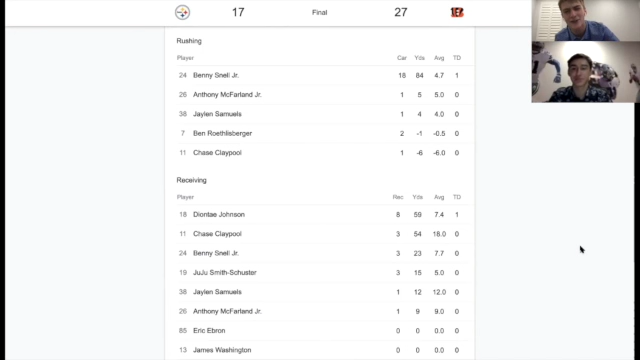 17 Final 27
Rushing
Player Car Yds Avg TD
24 Benny Snell Jr. 18 84 4.7 1
26 Anthony McFarland Jr. 1 5 5.0 0
38 Jaylen Samuels 1 4 4.0 0
7 Ben Roethlisberger 2 -1 -0.5 0
11 Chase Claypool 1 -6 -6.0 0
Receiving
Player Rec Yds Avg TD
18 Diontae Johnson 8 59 7.4 1
11 Chase Claypool 3 54 18.0 0
24 Benny Snell Jr. 3 23 7.7 0
19 JuJu Smith-Schuster 3 15 5.0 0
38 Jaylen Samuels 1 12 12.0 0
26 Anthony McFarland Jr. 1 9 9.0 0
85 Eric Ebron 0 0 0.0 0
13 James Washington 0 0 0.0 0